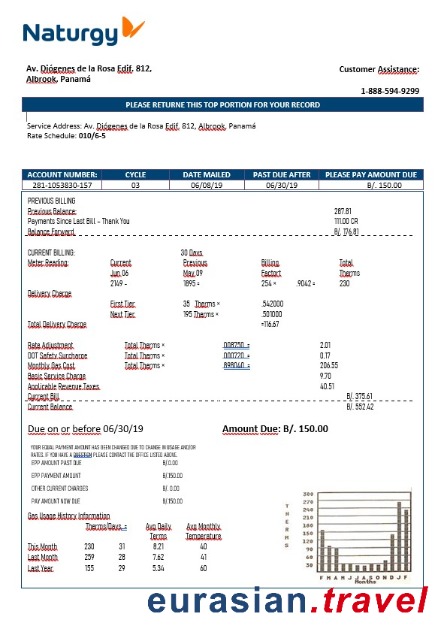 Naturgy
Av. Diógenes de la Rosa Edif. 812,
Albrook, Panamá
Customer Assistance:
1-888-594-9299
PLEASE RETURNE THIS TOP PORTION FOR YOUR RECORD
Service Address: Av. Diógenes de la Rosa Edif. 812, Albrook, Panamá
Rate Schedule: 010/6-5
ACCOUNT NUMBER: CYCLE DATE MAILED PAST DUE AFTER PLEASE PAY AMOUNT DUE
281-1053830-157 03 06/08/19 06/30/19 B/. 150.00
PREVIOUS BILLING
Previous Balance: 287.81
Payments Since Last Bill - Thank You 111.00 CR
Balance Forward B/. 176.81
CURRENT BILLING: 30 Days
Meter Reading: Current Previous Billing Total
Jun 06 May 09 Factort Therms
2149 - 1895 = 254 × .9042 = 230
Delivery Charge
First Tier 35 Therms × .542000
Next Tier 195 Therms × .501000
Total Delivery Charge =116.67
Rate Adjustment Total Therms × .008750 = 2.01
DOT Safety Surcharge Total Therms × .000720 = 0.17
Monthly Gas Cost Total Therms × .898040 = 206.55
Basic Service Charge 9.70
Applicable Revenue Taxes 40.51
Current Bill B/. 375.61
Current Balance B/. 552.42
Due on or before 06/30/19 Amount Due: B/. 150.00
YOUR EQUAL PAYMENT AMOUNT HAS BEEN CHANGED DUE TO CHANGE IN USAGE AND/OR
RATES. IF YOU HAVE A QUESTION PLEASE CONTACT THE OFFICE LISTED ABOVE.
EPP AMOUNT PAST DUE B/.0.00
EPP PAYMENT AMOUNT B/.150.00
OTHER CURRENT CHARGES B/. 0.00
PAY AMOUNT NOW DUE B/.150.00
Gas Usage History Information
Therms/Days = Avg Daily Avg Monthly
Terms Temperature
This Month 230 31 8.21 40
Last Month 259 28 7.62 41
Last Year 155 29 5.34 60
THERMS
300
270
240
210
180
150
120
90
60
30
F M A M J J A S O N D J F
Months
eurasian.travel